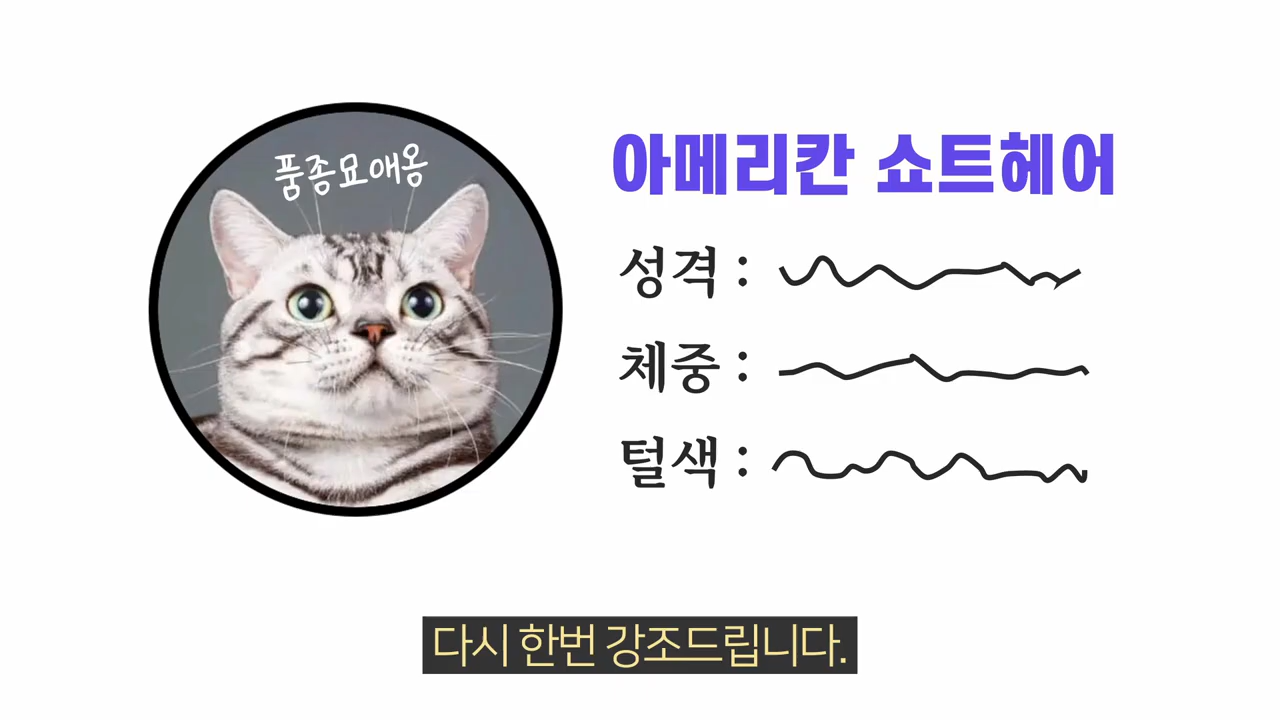 품종묘애옹
아메리칸 쇼트헤어
성격 :
체중 :
털색 :
다시 한번 강조드립니다.